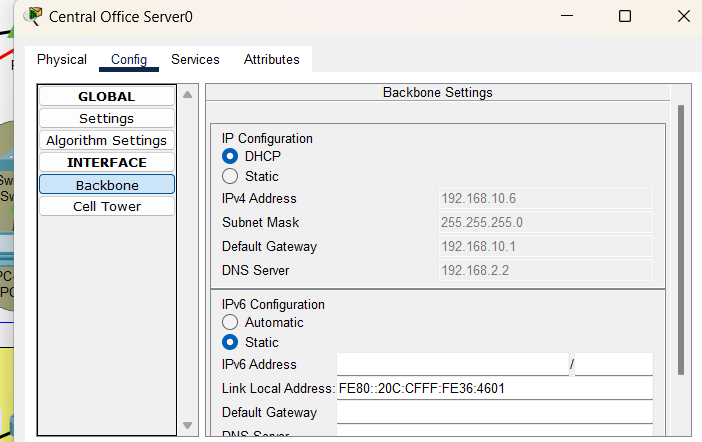 Central Office Server0
Physical Config Services Attributes
GLOBAL
Settings
Algorithm Settings
INTERFACE
Backbone
Cell Tower
Backbone Settings
IP Configuration
DHCP
Static
IPv4 Address 192.168.10.6
Subnet Mask 255.255.255.0
Default Gateway 192.168.10.1
DNS Server 192.168.2.2
IPv6 Configuration
Automatic
Static
IPv6 Address /
Link Local Address: FE80::20C:CFFF:FE36:4601
Default Gateway
DNS Server